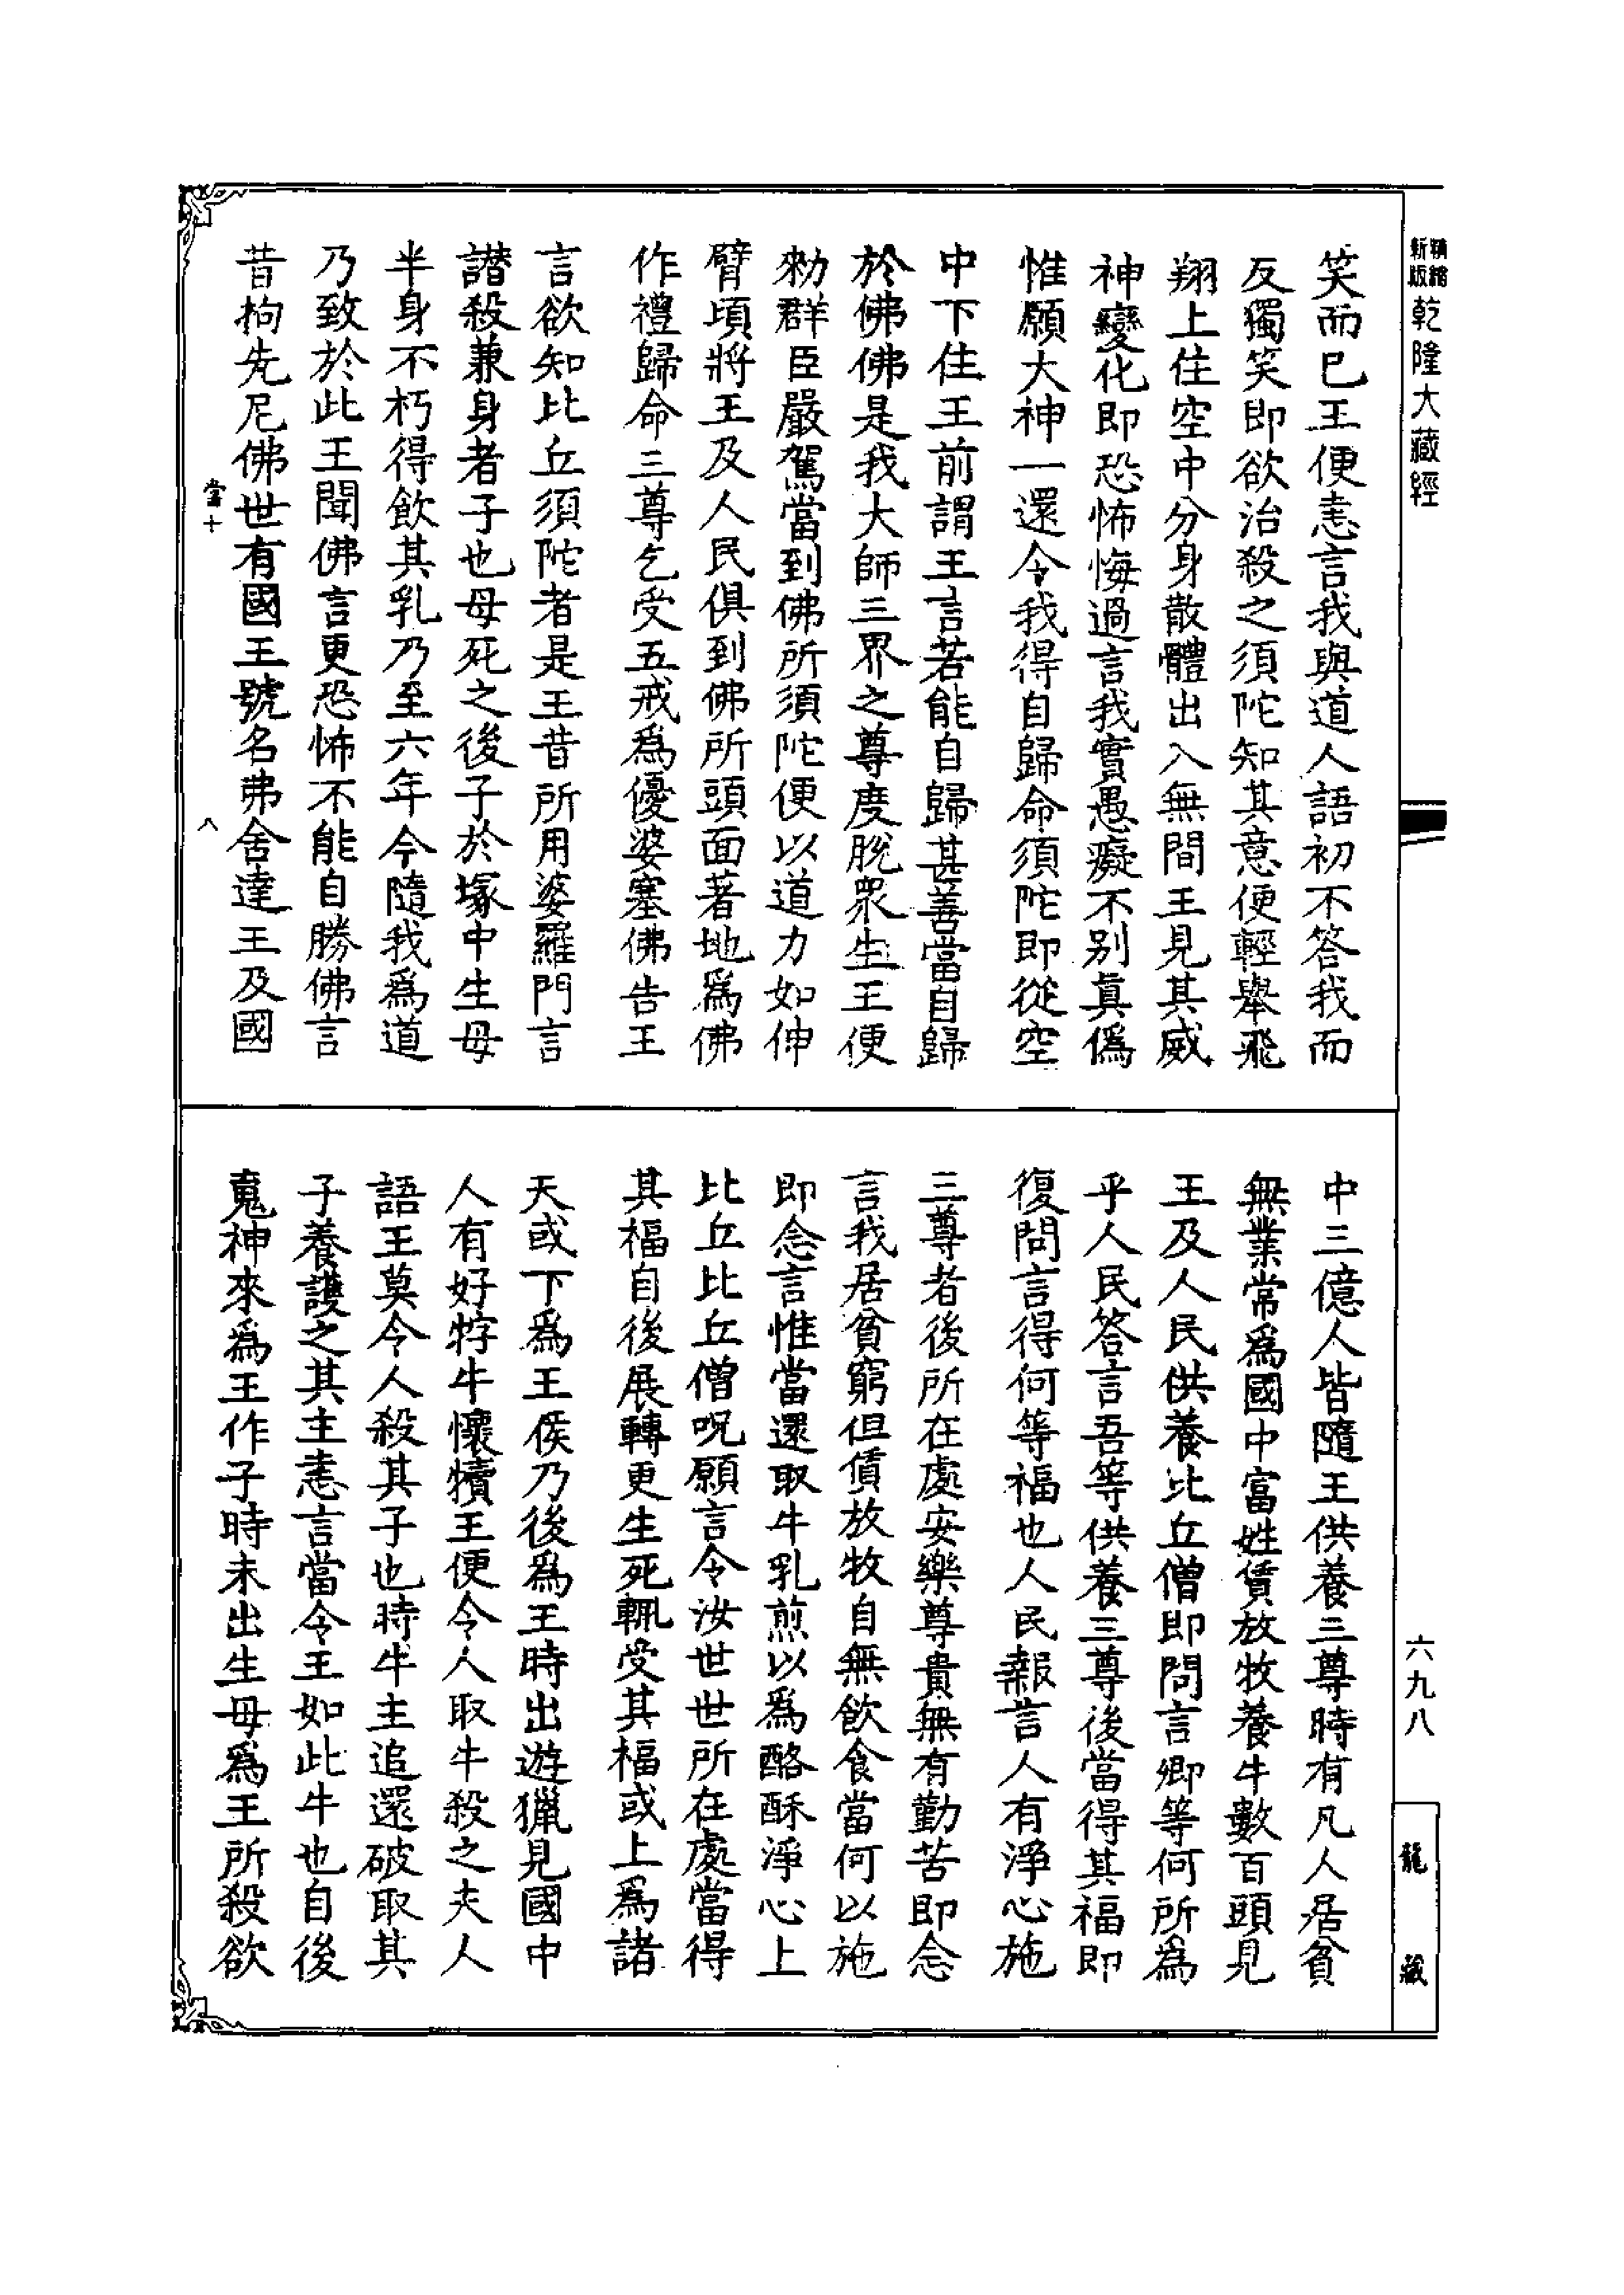 精縮
新版
乾隆大藏經
笑而已王便恚言我與道人語初不答我而
反獨笑即欲治殺之須陀知其意便輕舉飛
翔上住空中分身散體出入無間王見其威
神變化即恐怖悔過言我實愚癡不別真偽
惟願大神一還令我得自歸命須陀即從空
中下住王前謂王言若能自歸甚善當自歸
於佛佛是我大師三界之尊度脫眾生王便
勑群臣嚴駕當到佛所須陀便以道力如伸
臂頃將王及人民俱到佛所頭面著地為佛
作禮歸命三尊乞受五戒為優婆塞佛告王
言欲知比丘須陀者是王昔所用婆羅門言
譖殺兼身者子也母死之後子於塚中生母
半身不朽得飲其乳乃至六年今隨我為道
乃致於此王聞佛言更恐怖不能自勝佛言
昔拘先尼佛世有國王號名弗舍達王及國
當十
八
中三億人皆隨王供養三尊時有凡人居貧
無業常為國中富姓賃放牧養牛數百頭見
王及人民供養比丘僧即問言卿等何所為
乎人民答言吾等供養三尊後當得其福即
復問言得何等福也人民報言人有淨心施
三尊者後所在處安樂尊貴無有勤苦即念
言我居貧窮但賃放牧自無飲食當何以施
即念言惟當還取牛乳煎以為酪酥淨心上
比丘比丘僧呪願言令汝世世所在處當得
其福自後展轉更生死輒受其福或上為諸
天或下為王侯乃後為王時出遊獵見國中
人有好牸牛懷犢王便令人取牛殺之夫人
語王莫令人殺其子也時牛主追還破取其
子養護之其主恚言當令王如此牛也自後
䰟神來為王作子時未出生母為王所殺欲
六九八
龍藏